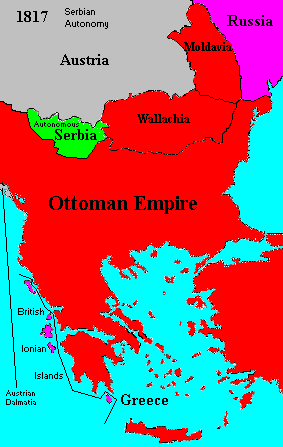 1817
Serbian
Autonomy
Russia
Moldavia
Austria
Wallachia
Autonomous
Serbia
Ottoman Empire
British
Ionian
Islands
Austrian
Dalmatia
Greece